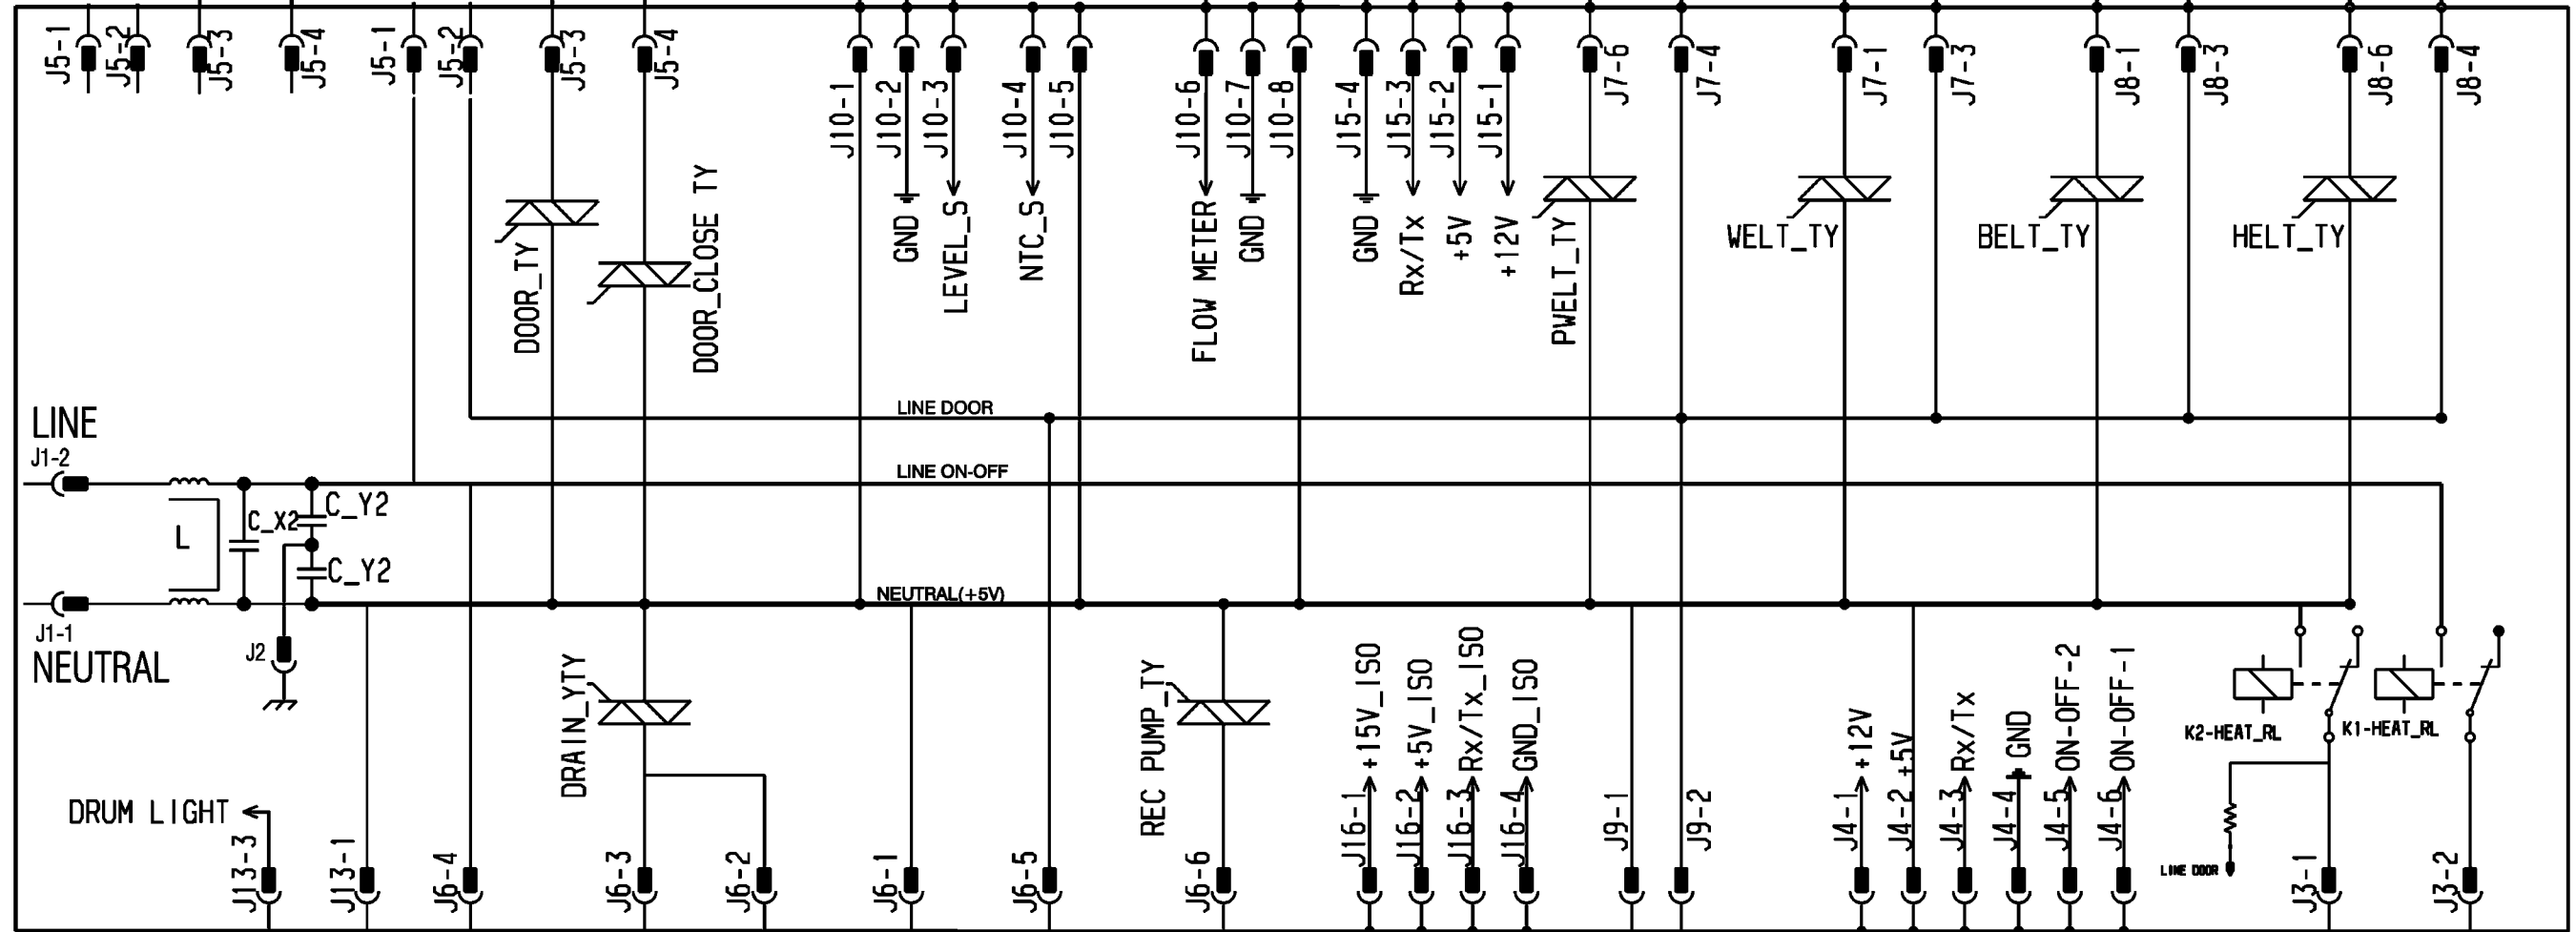 J5-1
J5-2
J5-3
J5-4
J5-1
J5-2
J5-3
J5-4
J10-1
J10-2
J10-3
J10-4
J10-5
J10-6
J10-7
J10-8
J15-4
J15-3
J15-2
J15-1
J7-6
J7-4
J7-1
J7-3
J8-1
J8-3
J8-6
J8-4
DOOR_TY
DOOR_CLOSE TY
GND
LEVEL_S
NTC_S
FLOW METER
GND
GND
Rx/Tx
+5V
+12V
PWELT_TY
WELT_TY
BELT_TY
HELT_TY
LINE DOOR
LINE
J1-2
LINE ON-OFF
L
C_X2
C_Y2
C_Y2
NEUTRAL(+5V)
J1-1
NEUTRAL
J2
DRAIN_YTY
REC PUMP_TY
+15V_ISO
+5V_ISO
Rx/Tx_ISO
GND_ISO
+12V
+5V
Rx/Tx
GND
ON-OFF-2
ON-OFF-1
K2-HEAT_RL
K1-HEAT_RL
DRUM LIGHT
LINE DOOR
J13-3
J13-1
J6-4
J6-3
J6-2
J6-1
J6-5
J6-6
J16-1
J16-2
J16-3
J16-4
J9-1
J9-2
J4-1
J4-2
J4-3
J4-4
J4-5
J4-6
J3-1
J3-2